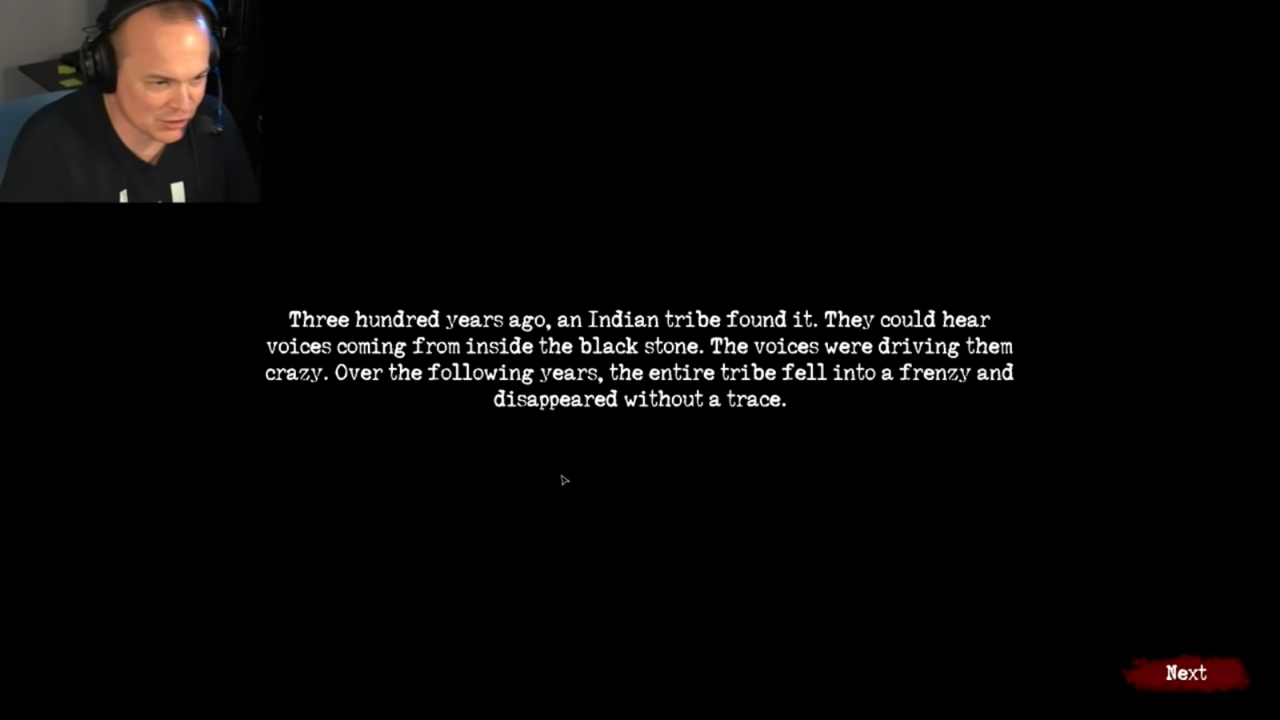 Three hundred years ago, an Indian tribe found it. They could hear
voices coming from inside the black stone. The voices were driving them
crazy. Over the following years, the entire tribe fell into a frenzy and
disappeared without a trace.
Next